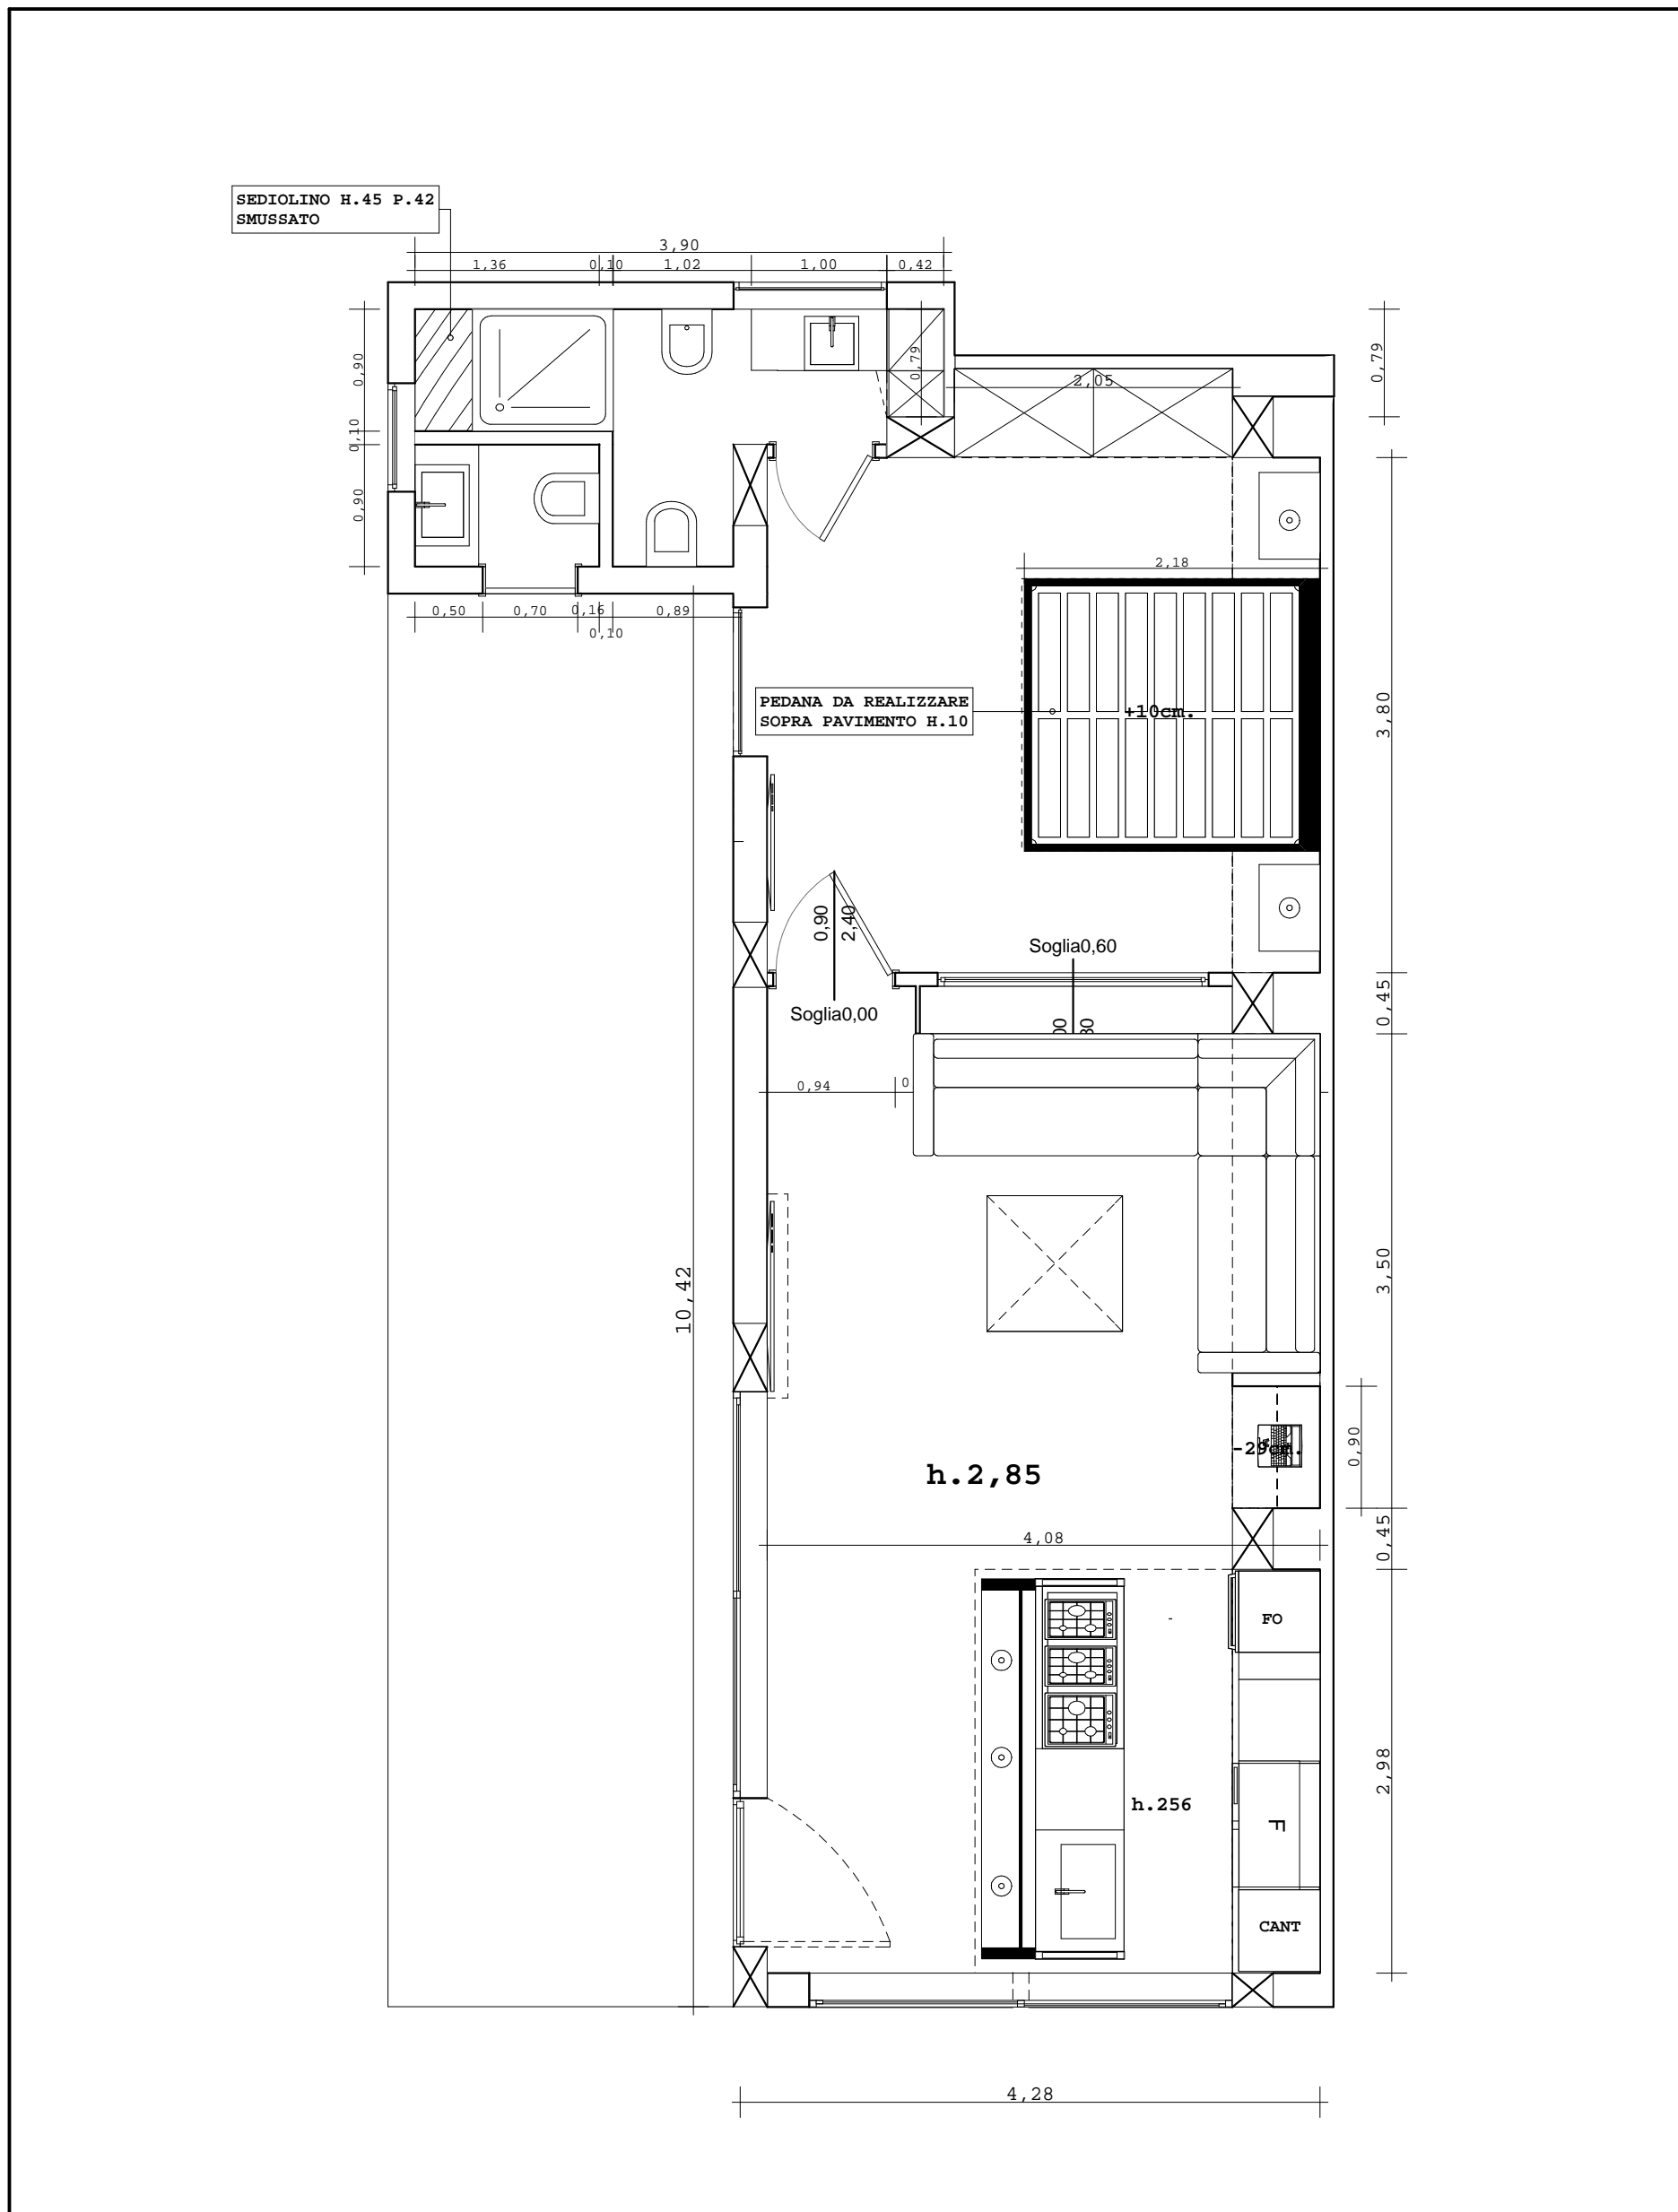 SEDIOLINO H.45 P.42
SMUSSATO
3,90
1,36
0,10
1,02
1,00
0,42
0,90
0,10
0,90
0,79
0,79
2,05
2,18
0,50
0,70
0,16
0,89
0,10
PEDANA DA REALIZZARE
SOPRA PAVIMENTO H.10
+10cm.
3,80
0,90
2,40
Soglia0,60
Soglia0,00
0,45
0,94
10,42
3,50
-29cm.
0,90
h.2,85
4,08
0,45
FO
2,98
h.256
F
CANT
4,28